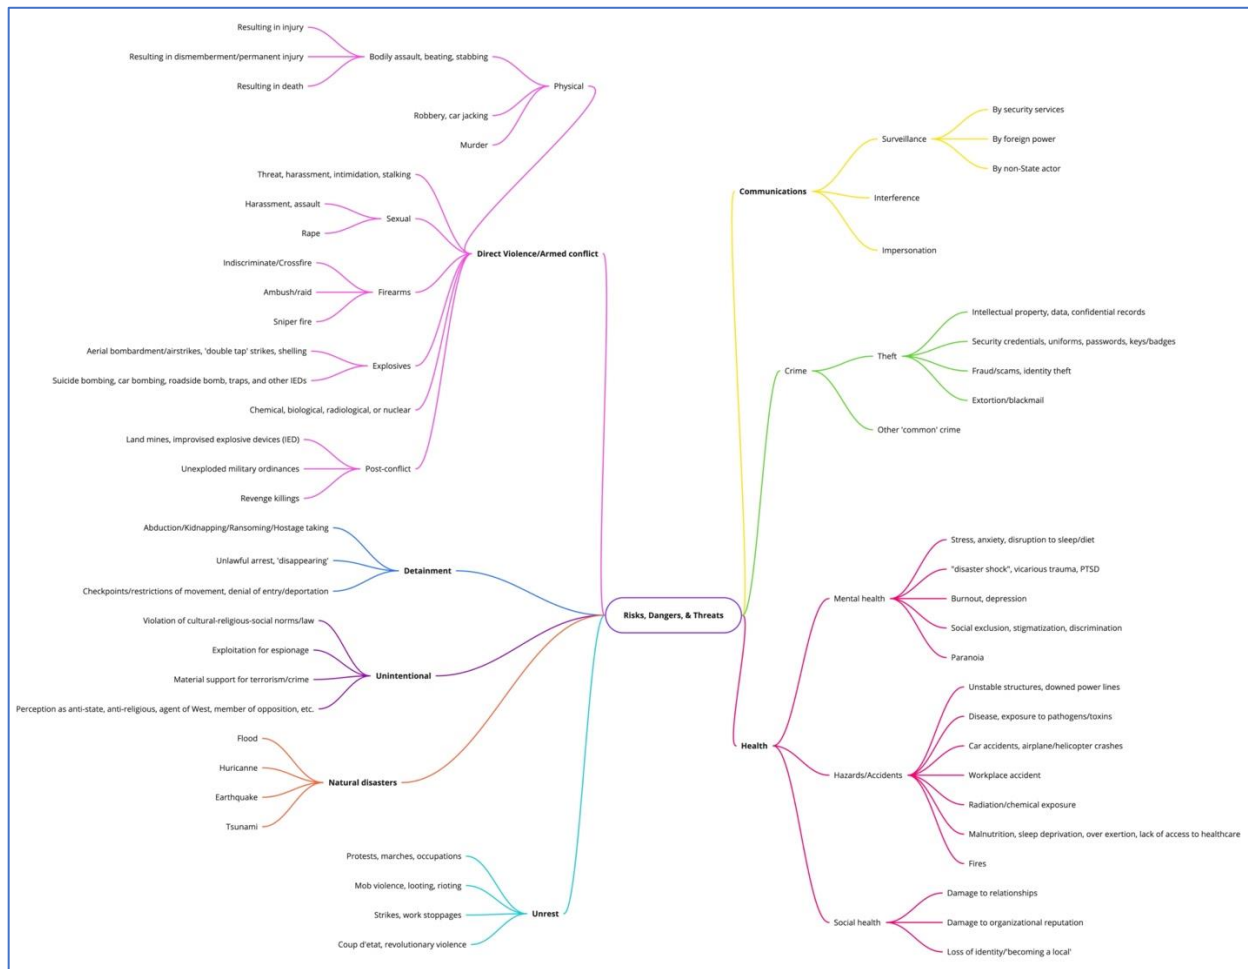 Risks, Dangers, & Threats
Direct Violence/Armed conflict
Physical
Bodily assault, beating, stabbing
Resulting in injury
Resulting in dismemberment/permanent injury
Resulting in death
Robbery, car jacking
Murder
Threat, harassment, intimidation, stalking
Sexual
Harassment, assault
Rape
Firearms
Indiscriminate/Crossfire
Ambush/raid
Sniper fire
Explosives
Aerial bombardment/airstrikes, 'double tap' strikes, shelling
Suicide bombing, car bombing, roadside bomb, traps, and other IEDs
Chemical, biological, radiological, or nuclear
Post-conflict
Land mines, improvised explosive devices (IED)
Unexploded military ordinances
Revenge killings
Detainment
Abduction/Kidnapping/Ransoming/Hostage taking
Unlawful arrest, 'disappearing'
Checkpoints/restrictions of movement, denial of entry/deportation
Unintentional
Violation of cultural-religious-social norms/law
Exploitation for espionage
Material support for terrorism/crime
Perception as anti-state, anti-religious, agent of West, member of opposition, etc.
Natural disasters
Flood
Huricanne
Earthquake
Tsunami
Unrest
Protests, marches, occupations
Mob violence, looting, rioting
Strikes, work stoppages
Coup d'etat, revolutionary violence
Communications
Surveillance
By security services
By foreign power
By non-State actor
Interference
Impersonation
Crime
Theft
Intellectual property, data, confidential records
Security credentials, uniforms, passwords, keys/badges
Fraud/scams, identity theft
Extortion/blackmail
Other 'common' crime
Health
Mental health
Stress, anxiety, disruption to sleep/diet
"disaster shock", vicarious trauma, PTSD
Burnout, depression
Social exclusion, stigmatization, discrimination
Paranoia
Hazards/Accidents
Unstable structures, downed power lines
Disease, exposure to pathogens/toxins
Car accidents, airplane/helicopter crashes
Workplace accident
Radiation/chemical exposure
Malnutrition, sleep deprivation, over exertion, lack of access to healthcare
Fires
Social health
Damage to relationships
Damage to organizational reputation
Loss of identity/'becoming a local'